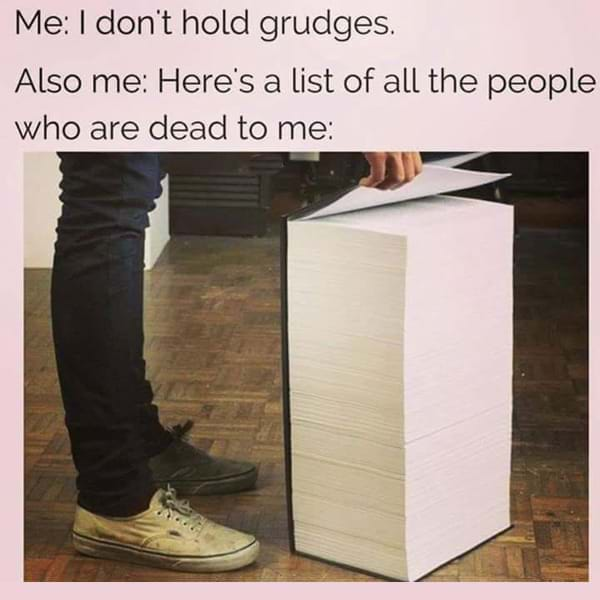 Me: I don't hold grudges.
Also me: Here's a list of all the people
who are dead to me: